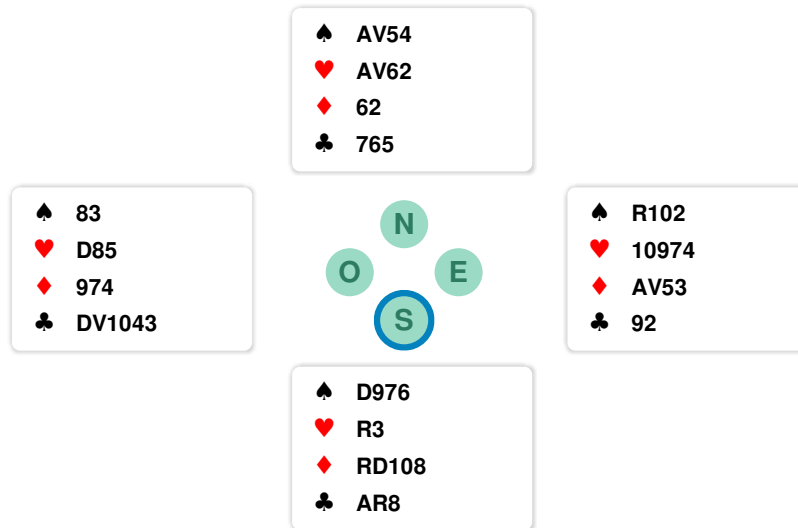 ♠ AV54
♥ AV62
♦ 62
♣ 765
♠ 83
♥ D85
♦ 974
♣ DV1043
N
O E
S
♠ R102
♥ 10974
♦ AV53
♣ 92
♠ D976
♥ R3
♦ RD108
♣ AR8